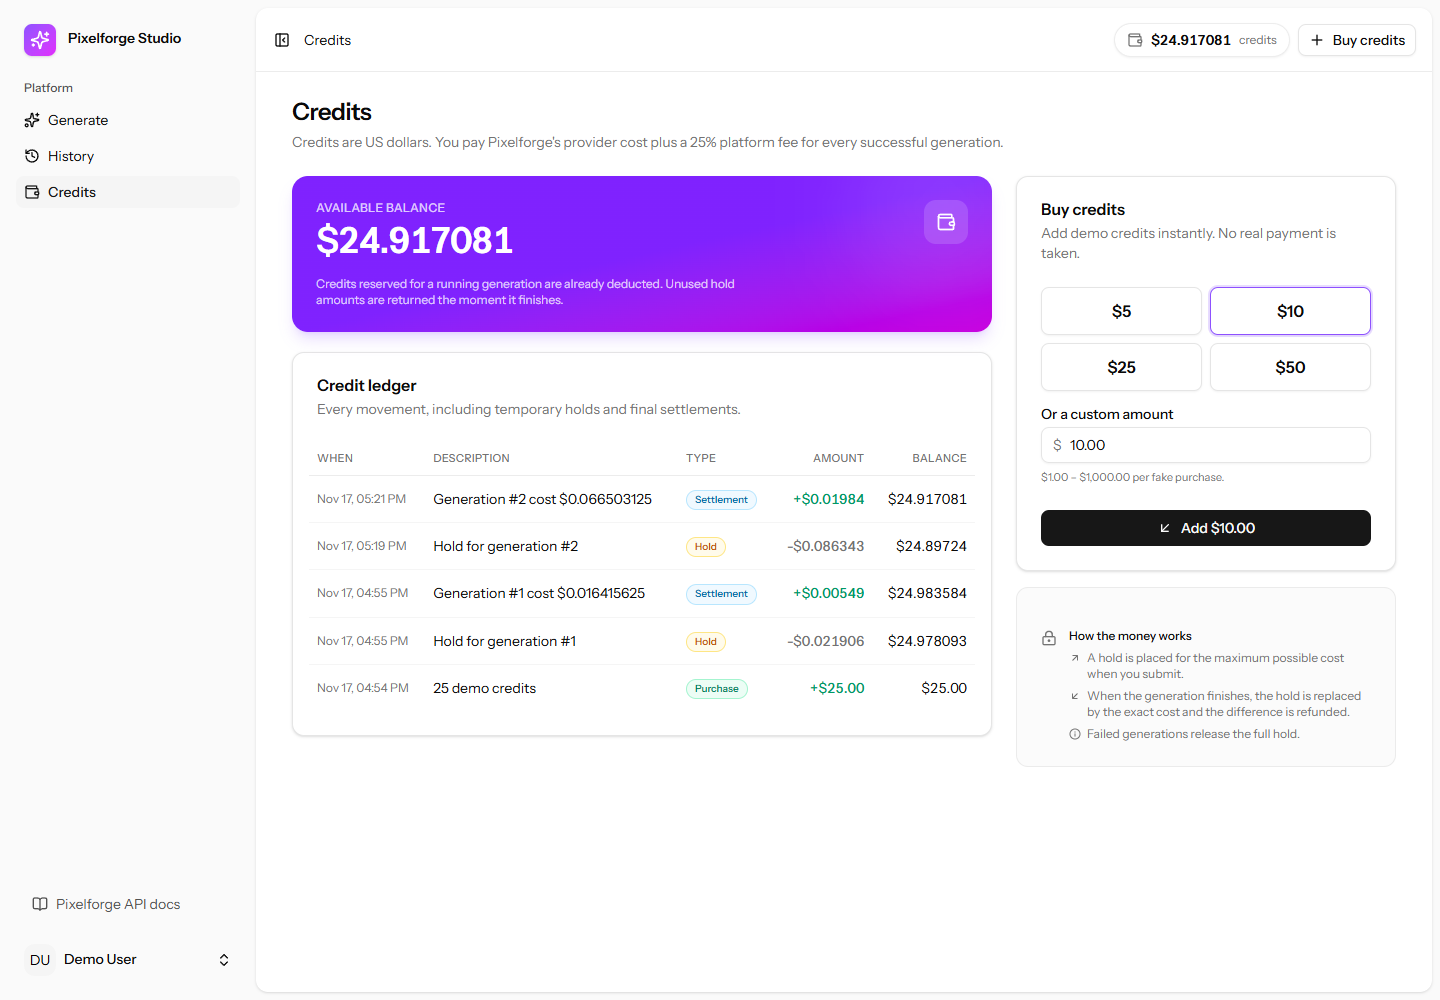 Pixelforge Studio
Platform
Generate
History
Credits
Pixelforge API docs
DU Demo User
Credits
$24.917081 credits
Buy credits
Credits
Credits are US dollars. You pay Pixelforge's provider cost plus a 25% platform fee for every successful generation.
AVAILABLE BALANCE
$24.917081
Credits reserved for a running generation are already deducted. Unused hold
amounts are returned the moment it finishes.
Credit ledger
Every movement, including temporary holds and final settlements.
WHEN DESCRIPTION TYPE AMOUNT BALANCE
Nov 17, 05:21 PM Generation #2 cost $0.066503125 Settlement +$0.01984 $24.917081
Nov 17, 05:19 PM Hold for generation #2 Hold -$0.086343 $24.89724
Nov 17, 04:55 PM Generation #1 cost $0.016415625 Settlement +$0.00549 $24.983584
Nov 17, 04:55 PM Hold for generation #1 Hold -$0.021906 $24.978093
Nov 17, 04:54 PM 25 demo credits Purchase +$25.00 $25.00
Buy credits
Add demo credits instantly. No real payment is
taken.
$5 $10
$25 $50
Or a custom amount
$ 10.00
$1.00 – $1,000.00 per fake purchase.
Add $10.00
How the money works
A hold is placed for the maximum possible cost
when you submit.
When the generation finishes, the hold is replaced
by the exact cost and the difference is refunded.
Failed generations release the full hold.